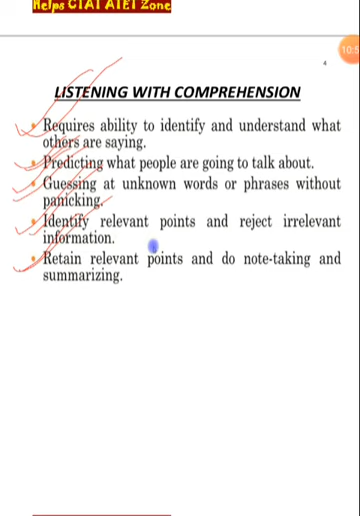 Helps CTAT ATET Zone
10:5
4
LISTENING WITH COMPREHENSION
• Requires ability to identify and understand what
others are saying.
• Predicting what people are going to talk about.
• Guessing at unknown words or phrases without
panicking.
• Identify relevant points and reject irrelevant
information.
• Retain relevant points and do note-taking and
summarizing.